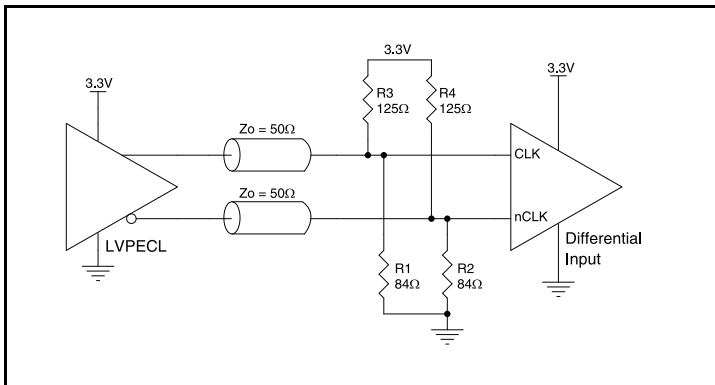 3.3V
3.3V
3.3V
R3
125Ω
R4
125Ω
Zo = 50Ω
CLK
Zo = 50Ω
nCLK
LVPECL
Differential
Input
R1
84Ω
R2
84Ω